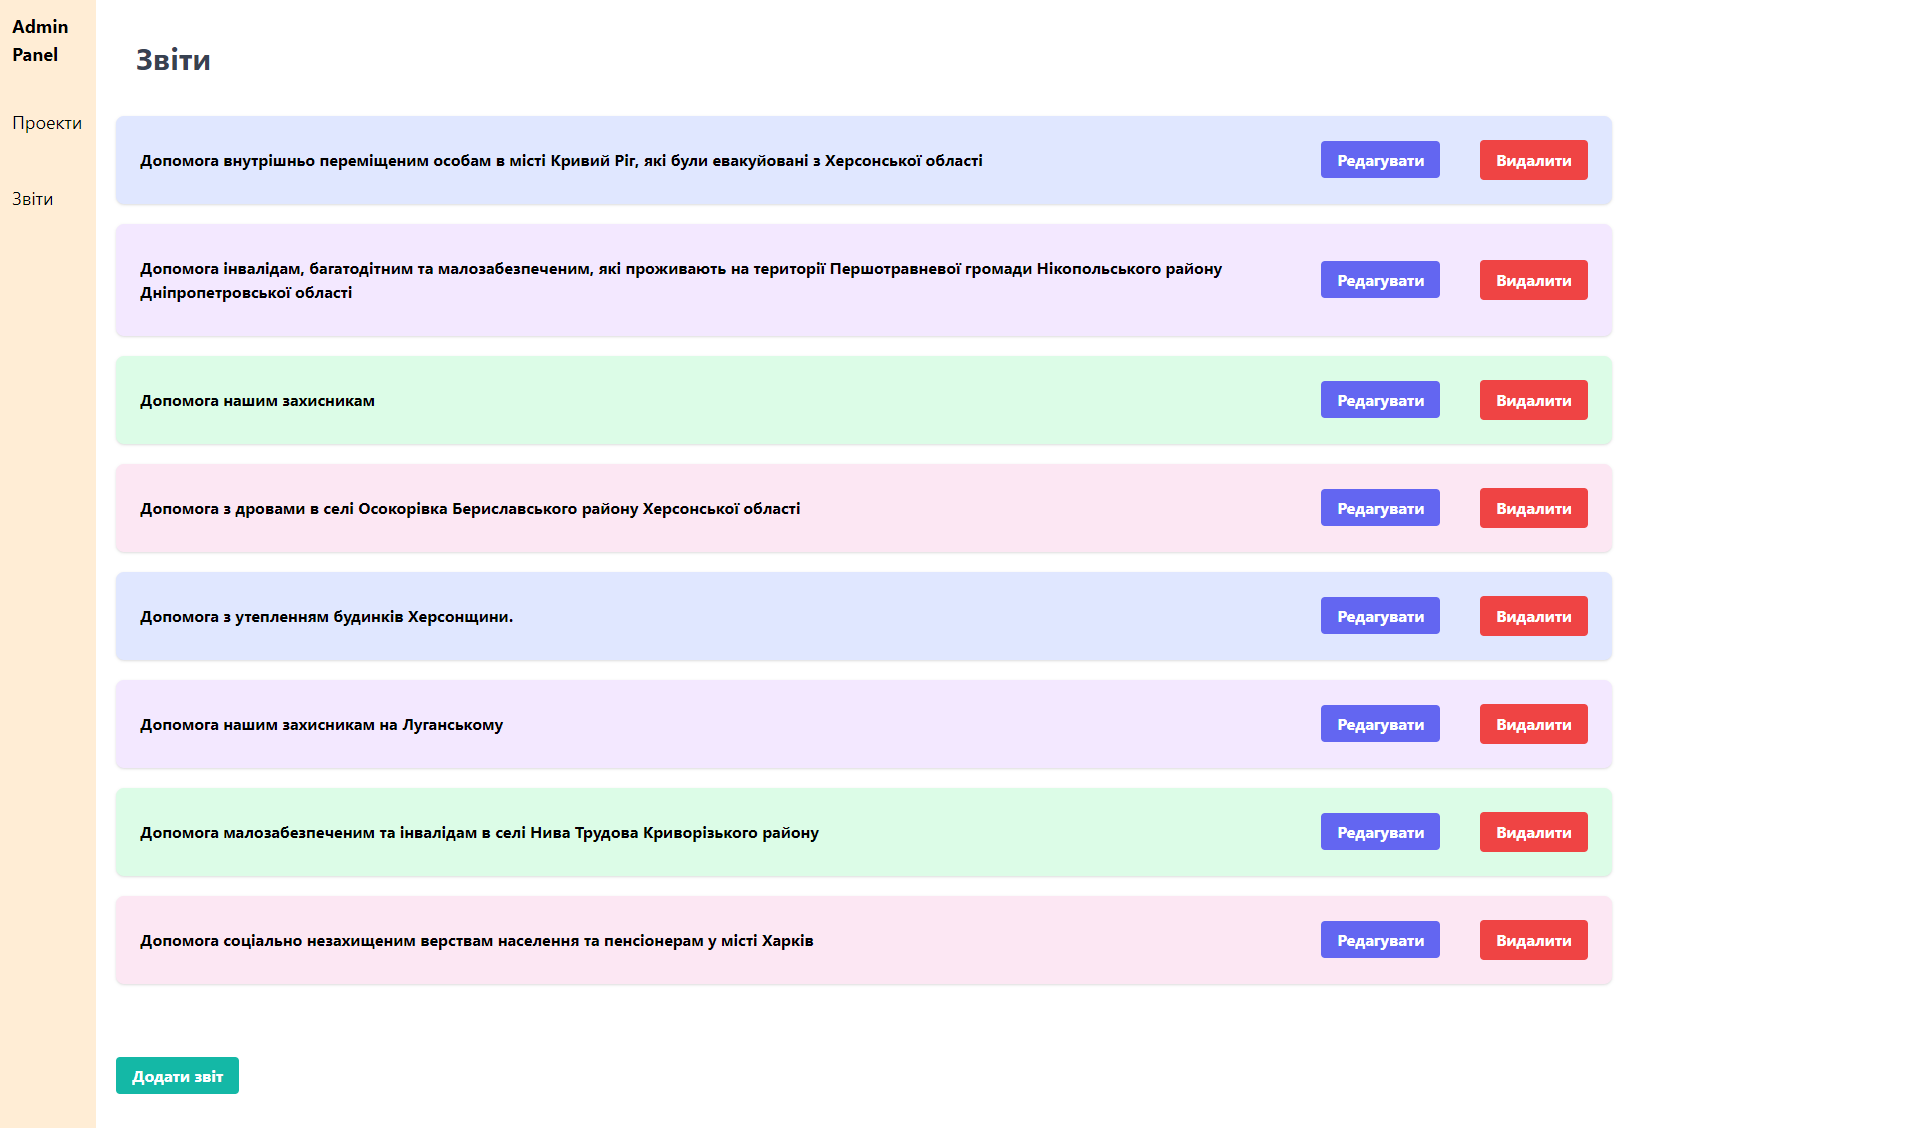 Admin
Panel
Проекти
Звіти
Звіти
Допомога внутрішньо переміщеним особам в місті Кривий Ріг, які були евакуйовані з Херсонської області
Редагувати
Видалити
Допомога інвалідам, багатодітним та малозабезпеченим, які проживають на території Першотравневої громади Нікопольського району
Дніпропетровської області
Редагувати
Видалити
Допомога нашим захисникам
Редагувати
Видалити
Допомога з дровами в селі Осокорівка Бериславського району Херсонської області
Редагувати
Видалити
Допомога з утепленням будинків Херсонщини.
Редагувати
Видалити
Допомога нашим захисникам на Луганському
Редагувати
Видалити
Допомога малозабезпеченим та інвалідам в селі Нива Трудова Криворізького району
Редагувати
Видалити
Допомога соціально незахищеним верствам населення та пенсіонерам у місті Харків
Редагувати
Видалити
Додати звіт